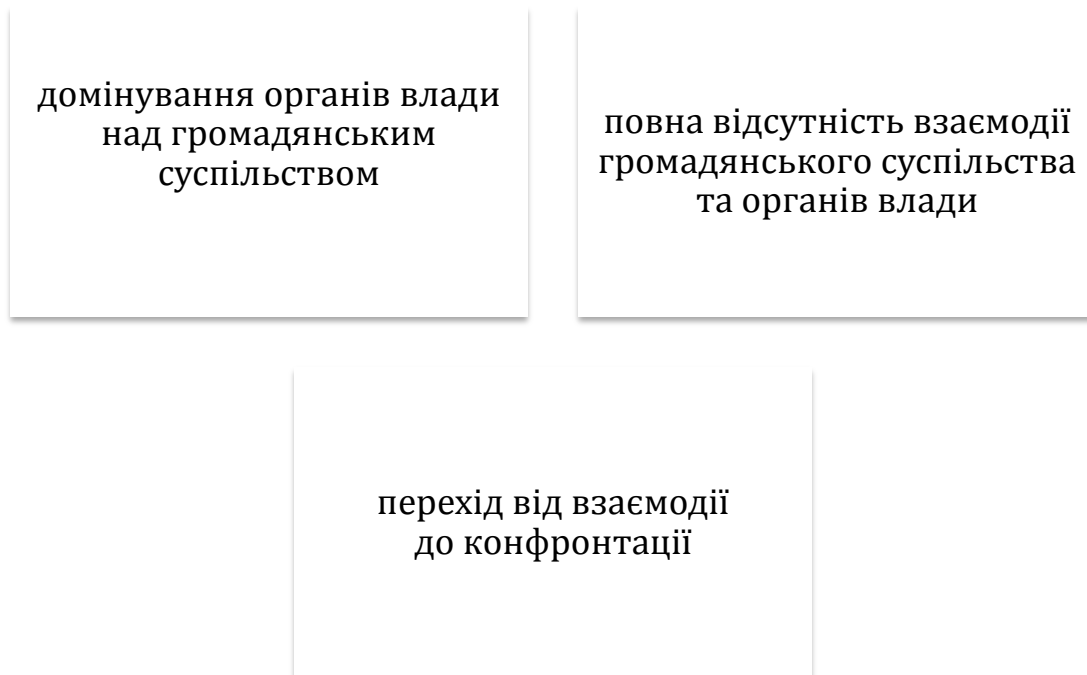 домінування органів влади
над громадянським
суспільством
повна відсутність взаємодії
громадянського суспільства
та органів влади
перехід від взаємодії
до конфронтації